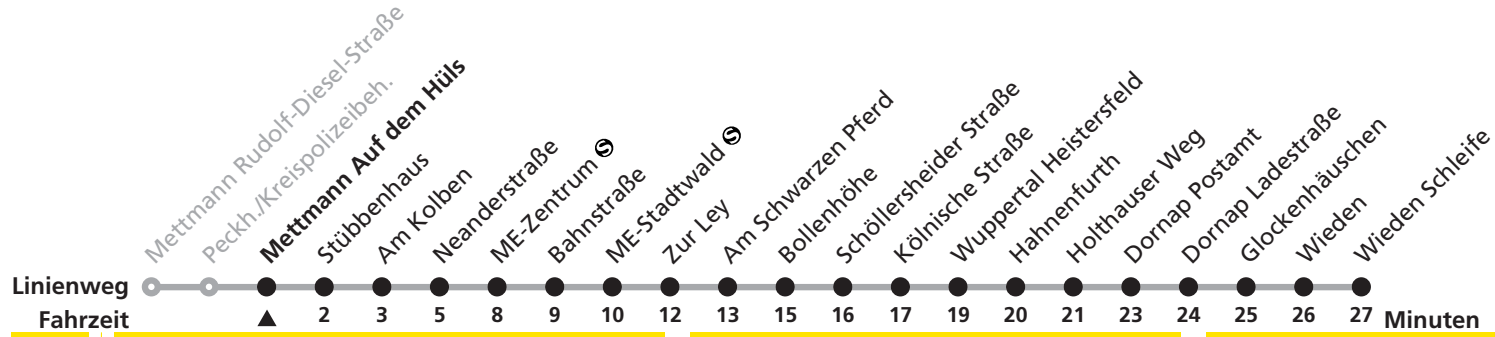 Mettmann Rudolf-Diesel-Straße
Peckh./Kreispolizeibeh.
Mettmann Auf dem Hüls
Stübbenhaus
Am Kolben
Neanderstraße
ME-Zentrum Ⓢ
Bahnstraße
ME-Stadtwald Ⓢ
Zur Ley
Am Schwarzen Pferd
Bollenhöhe
Schöllersheider Straße
Kölnische Straße
Wuppertal Heistersfeld
Hahnenfurth
Holthauser Weg
Dornap Postamt
Dornap Ladestraße
Glockenhäuschen
Wieden
Wieden Schleife
Linienweg
Fahrzeit ▲ 2 3 5 8 9 10 12 13 15 16 17 19 20 21 23 24 25 26 27 Minuten